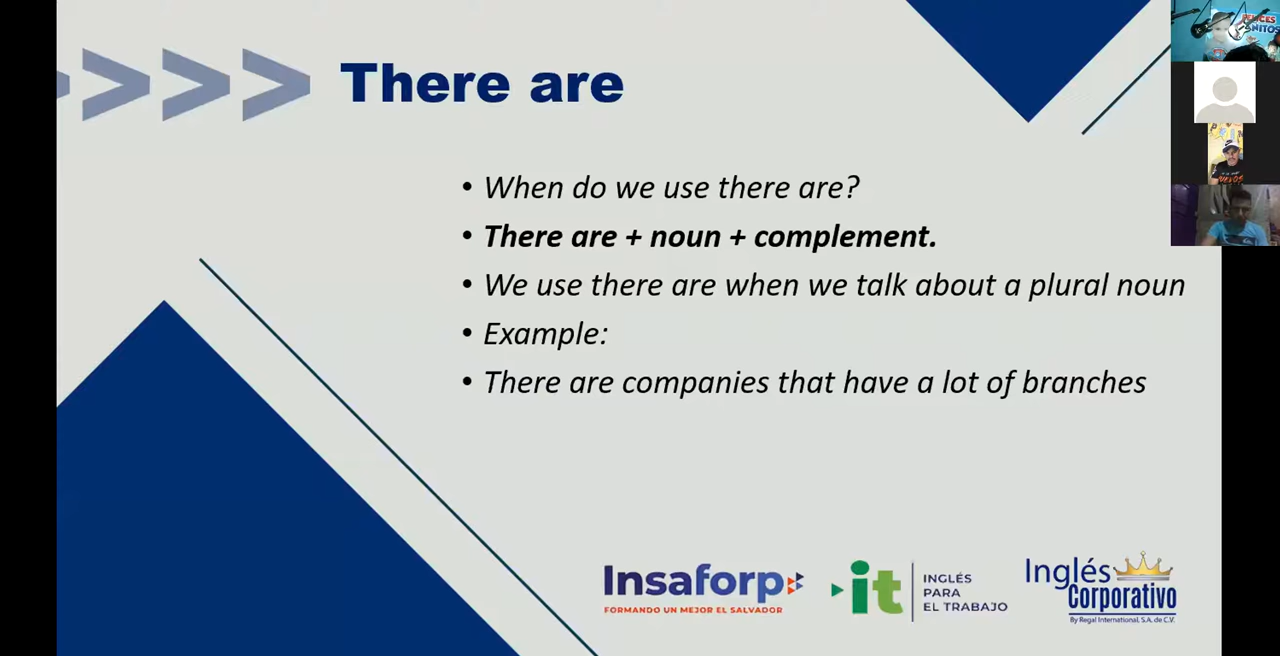 There are
• When do we use there are?
• There are + noun + complement.
• We use there are when we talk about a plural noun
• Example:
• There are companies that have a lot of branches
Insaforp
FORMANDO UN MEJOR EL SALVADOR
it
INGLÉS
PARA
EL TRABAJO
Inglés
Corporativo
By Regal International, S.A. de C.V.